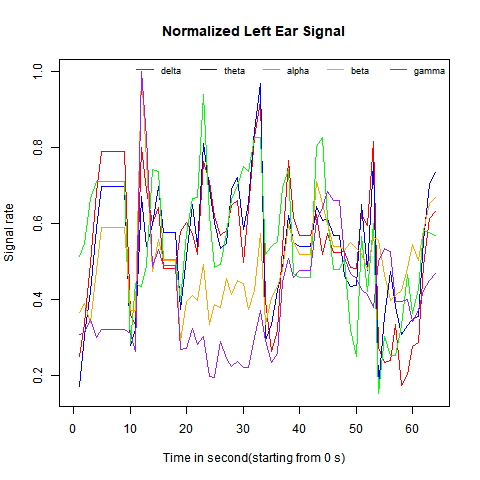 Normalized Left Ear Signal
delta theta alpha beta gamma
Signal rate
1.0
0.8
0.6
0.4
0.2
0 10 20 30 40 50 60
Time in second(starting from 0 s)